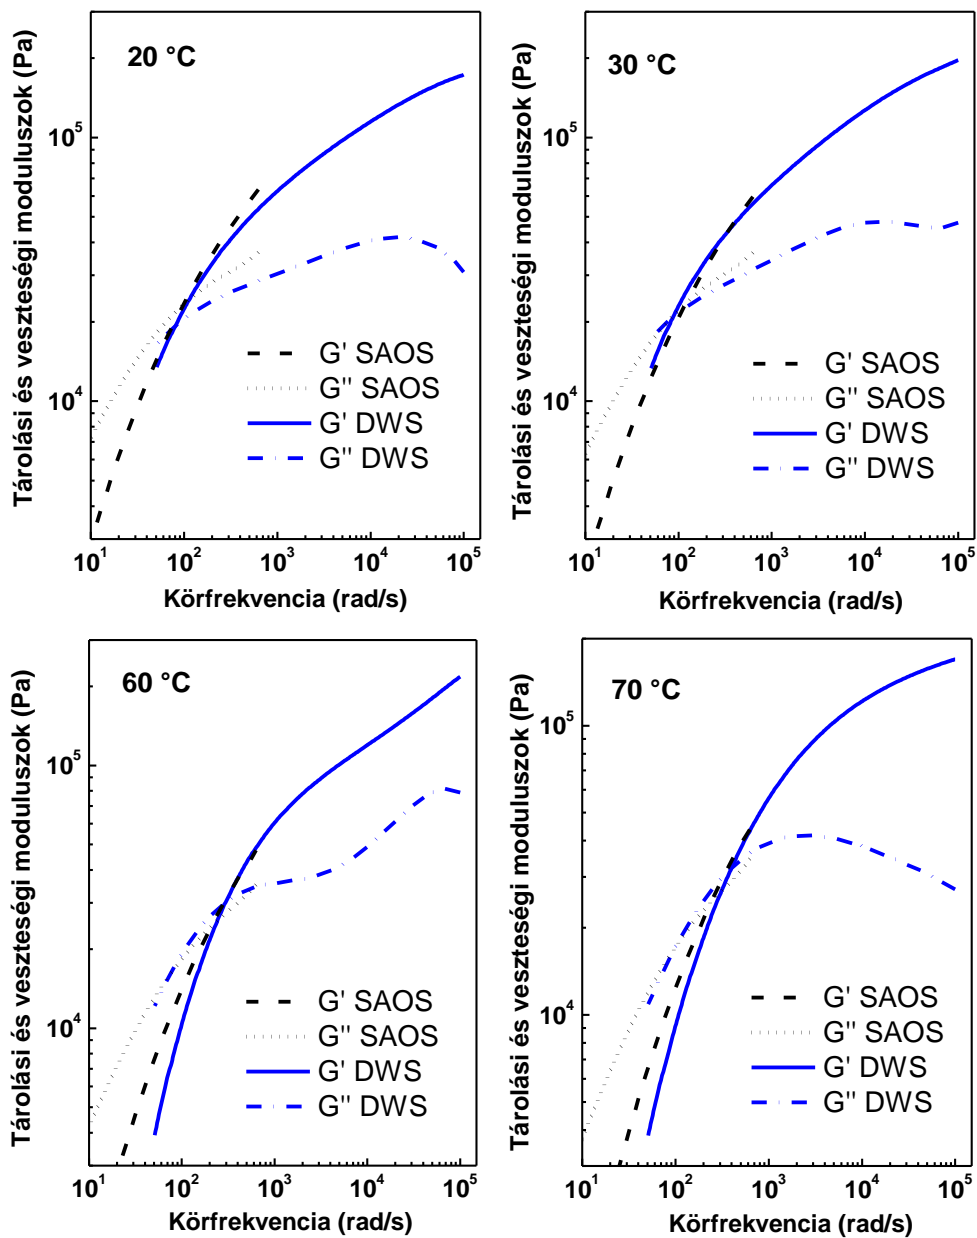 20 °C
Tárolási és veszteségi moduluszok (Pa)
10^5
10^4
G' SAOS
G'' SAOS
G' DWS
G'' DWS
10^1 10^2 10^3 10^4 10^5
Körfrekvencia (rad/s)
30 °C
Tárolási és veszteségi moduluszok (Pa)
10^5
10^4
G' SAOS
G'' SAOS
G' DWS
G'' DWS
10^1 10^2 10^3 10^4 10^5
Körfrekvencia (rad/s)
60 °C
Tárolási és veszteségi moduluszok (Pa)
10^5
10^4
G' SAOS
G'' SAOS
G' DWS
G'' DWS
10^1 10^2 10^3 10^4 10^5
Körfrekvencia (rad/s)
70 °C
Tárolási és veszteségi moduluszok (Pa)
10^5
10^4
G' SAOS
G'' SAOS
G' DWS
G'' DWS
10^1 10^2 10^3 10^4 10^5
Körfrekvencia (rad/s)